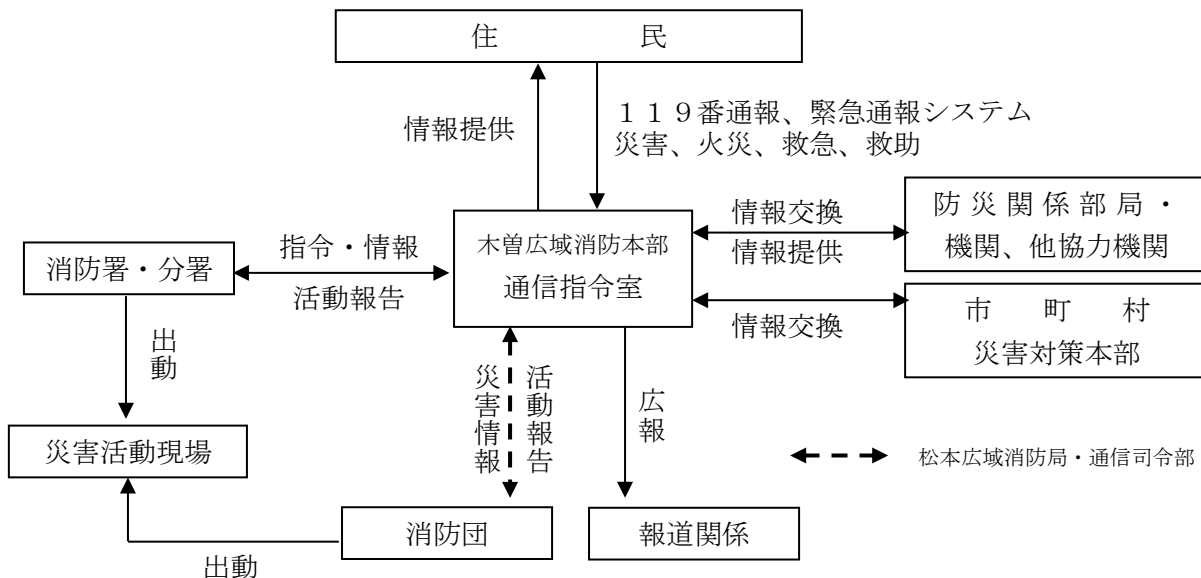 住　　　　民
情報提供
１１９番通報、緊急通報システム
災害、火災、救急、救助
木曽広域消防本部
通信指令室
情報交換
情報提供
防災関係部局・
機関、他協力機関
消防署・分署
指令・情報
活動報告
情報交換
市　町　村
災害対策本部
出動
災害情報
活動報告
広報
災害活動現場
松本広域消防局・通信司令部
消防団
報道関係
出動